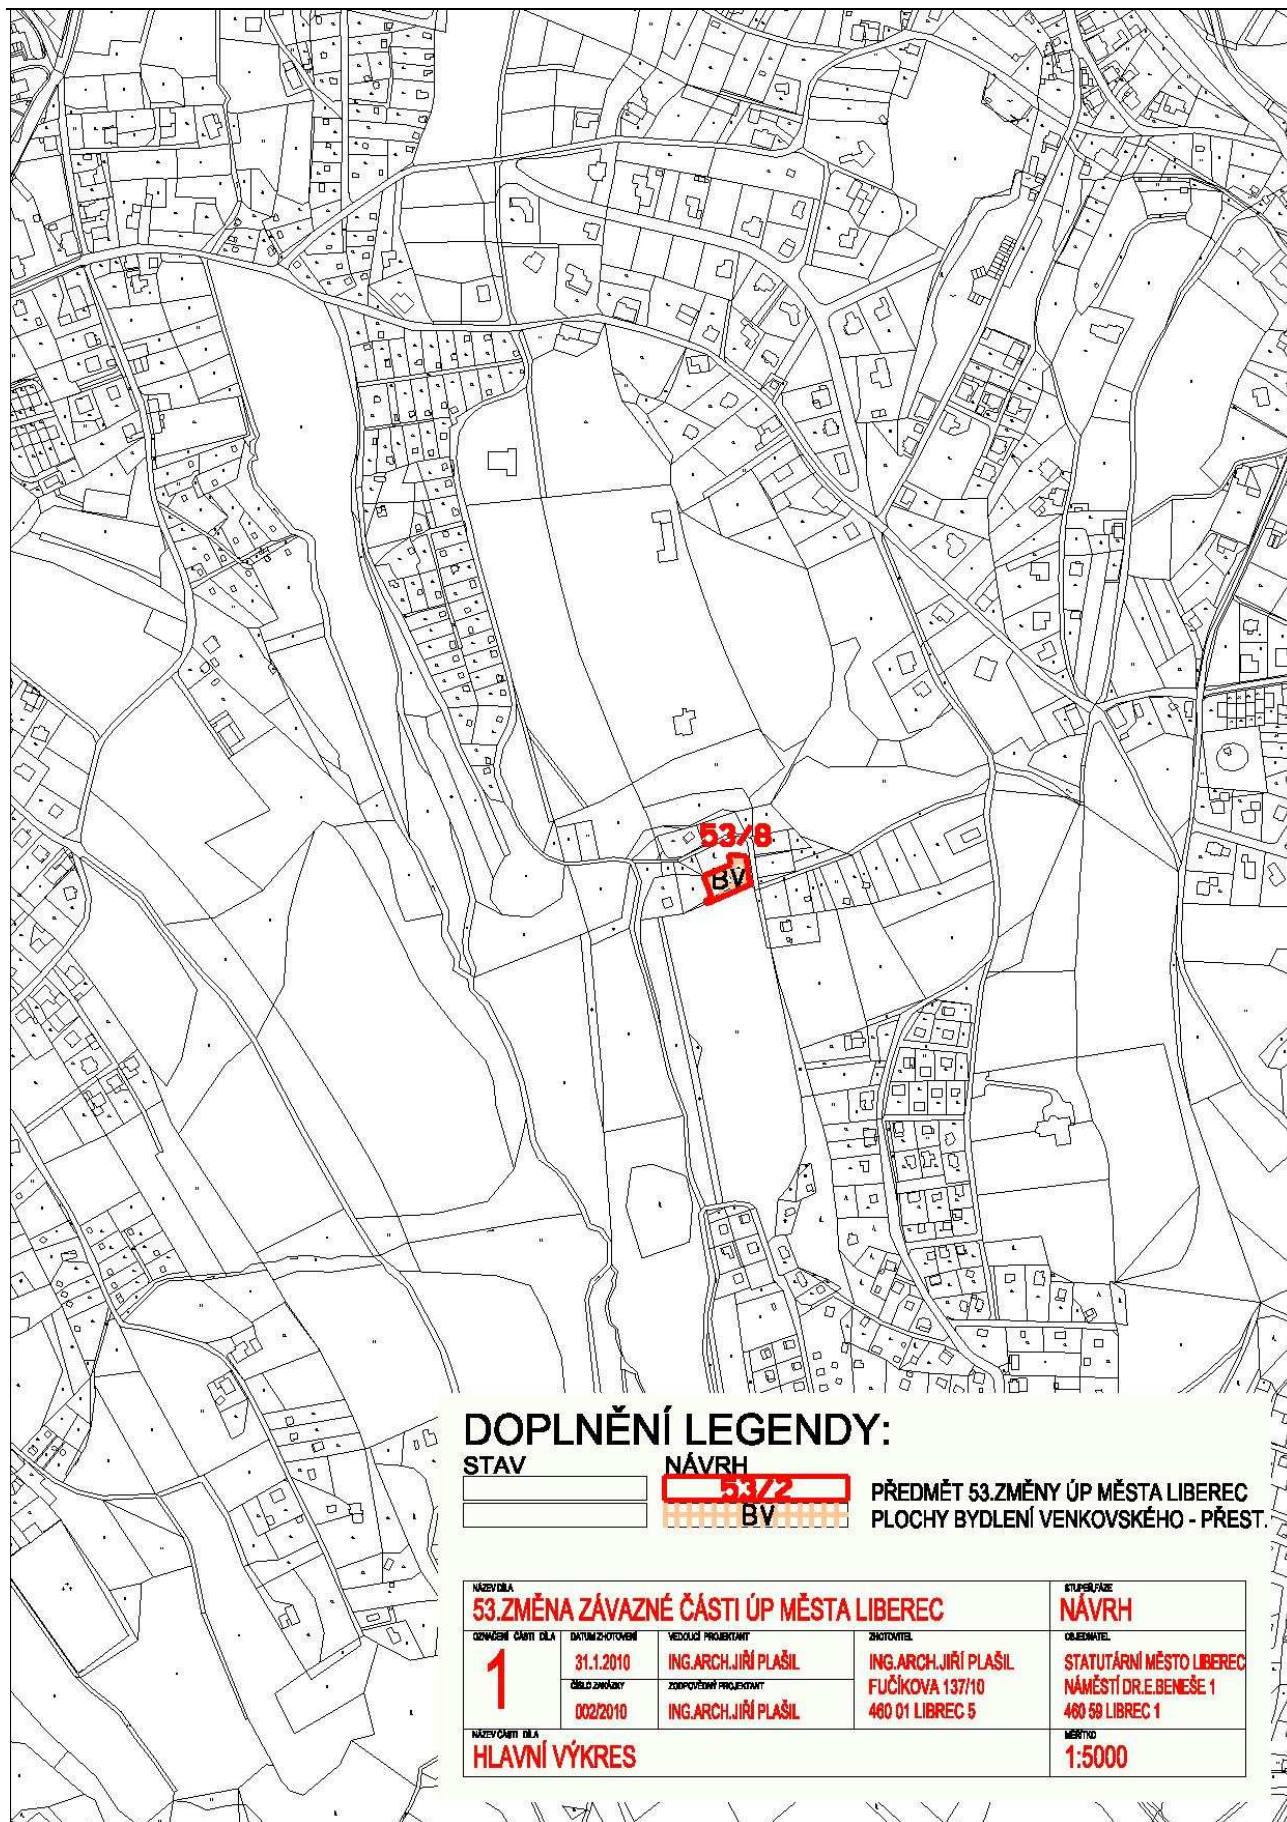 53/8
BV
DOPLNĚNÍ LEGENDY:
STAV NÁVRH
53/2 PŘEDMĚT 53.ZMĚNY ÚP MĚSTA LIBEREC
BV PLOCHY BYDLENÍ VENKOVSKÉHO - PŘEST.
NÁZEV DÍLA STUPEŇ/FÁZE
53.ZMĚNA ZÁVAZNÉ ČÁSTI ÚP MĚSTA LIBEREC NÁVRH
OZNAČENÍ ČÁSTI DÍLA DATUM ZHOTOVENÍ VEDOUCÍ PROJEKTANT ZHOTOVITEL OBJEDNATEL
1 31.1.2010 ING.ARCH.JIŘÍ PLAŠIL ING.ARCH.JIŘÍ PLAŠIL STATUTÁRNÍ MĚSTO LIBEREC
ČÍSLO ZAKÁZKY ZODPOVĚDNÝ PROJEKTANT FUČÍKOVA 137/10 NÁMĚSTÍ DR.E.BENEŠE 1
002/2010 ING.ARCH.JIŘÍ PLAŠIL 460 01 LIBREC 5 460 59 LIBREC 1
NÁZEV ČÁSTI DÍLA MĚŘÍTKO
HLAVNÍ VÝKRES 1:5000